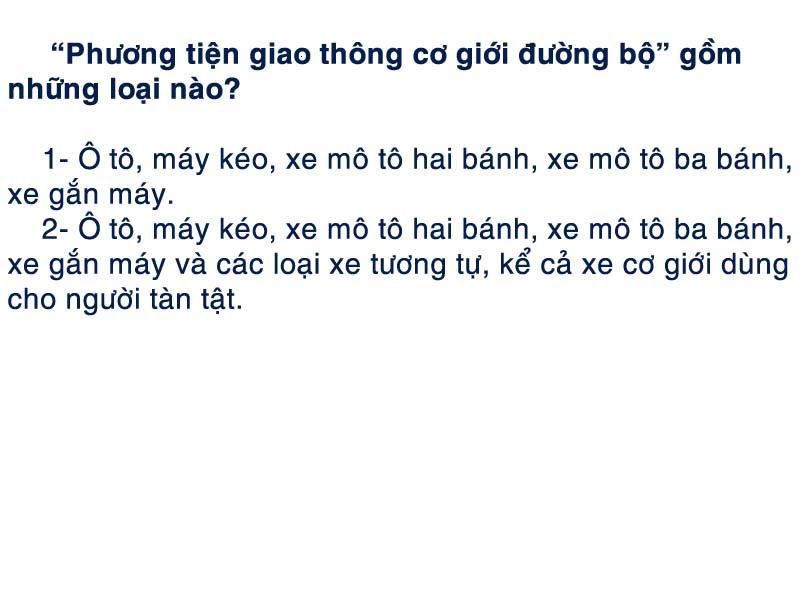 “Phương tiện giao thông cơ giới đường bộ” gồm
những loại nào?
1- Ô tô, máy kéo, xe mô tô hai bánh, xe mô tô ba bánh,
xe gắn máy.
2- Ô tô, máy kéo, xe mô tô hai bánh, xe mô tô ba bánh,
xe gắn máy và các loại xe tương tự, kể cả xe cơ giới dùng
cho người tàn tật.